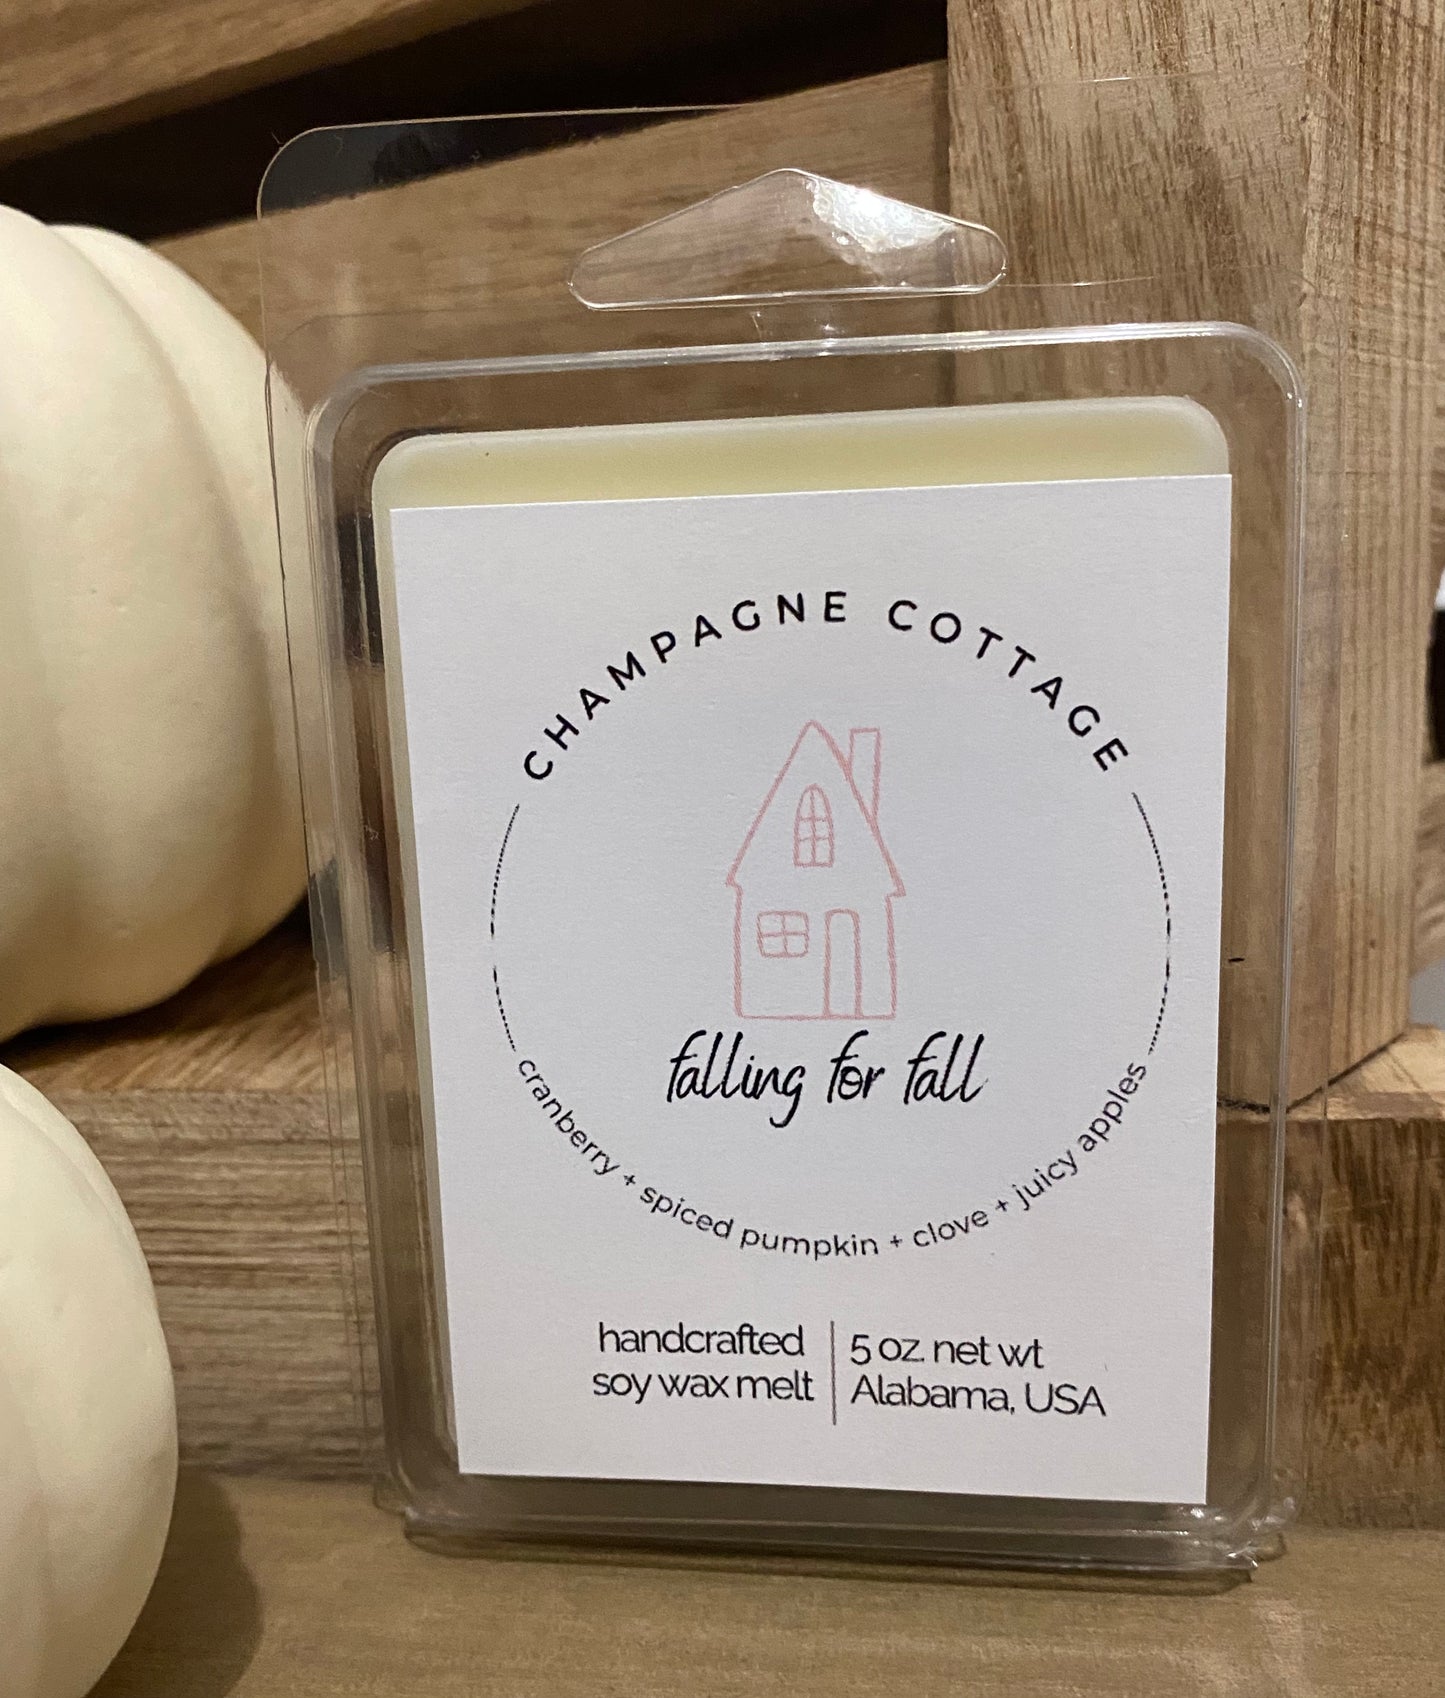 CHAMPAGNE COTTAGE
falling for fall
cranberry + spiced pumpkin + clove + juicy apples
handcrafted
soy wax melt
5 oz net wt
Alabama, USA